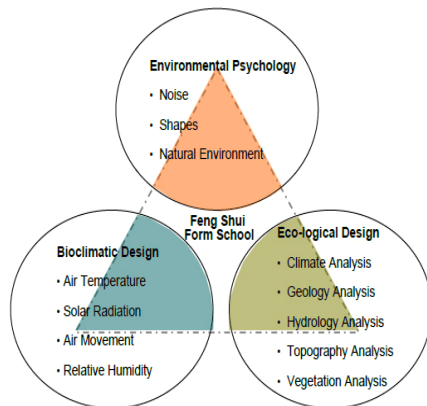 Environmental Psychology
• Noise
• Shapes
• Natural Environment
Feng Shui
Form School
Bioclimatic Design
• Air Temperature
• Solar Radiation
• Air Movement
• Relative Humidity
Eco-logical Design
• Climate Analysis
• Geology Analysis
• Hydrology Analysis
• Topography Analysis
• Vegetation Analysis